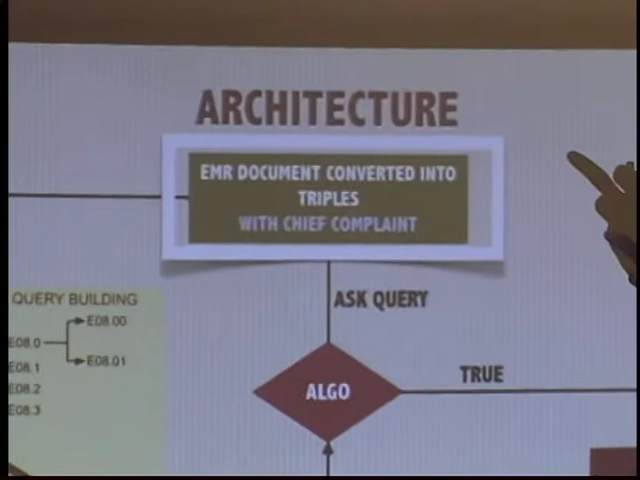 ARCHITECTURE
EMR DOCUMENT CONVERTED INTO
TRIPLES
WITH CHIEF COMPLAINT
ASK QUERY
ALGO
TRUE
QUERY BUILDING
E08.00
E08.0
E08.01
E08.1
E08.2
E08.3